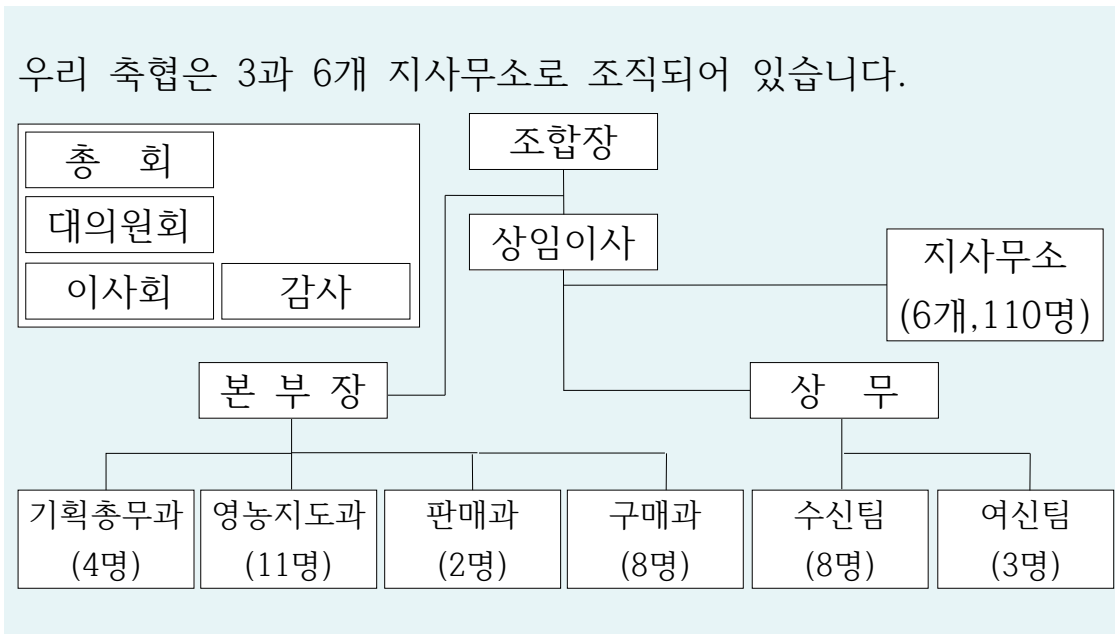 우리 축협은 3과 6개 지사무소로 조직되어 있습니다.
총 회
대의원회
이사회 감사
조합장
상임이사
지사무소
(6개,110명)
본 부 장
상 무
기획총무과
(4명)
영농지도과
(11명)
판매과
(2명)
구매과
(8명)
수신팀
(8명)
여신팀
(3명)